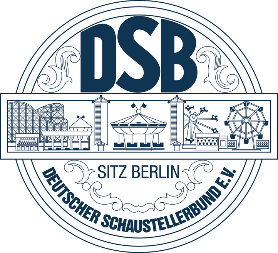 DSB
SITZ BERLIN
DEUTSCHER SCHAUSTELLERBUND E.V.